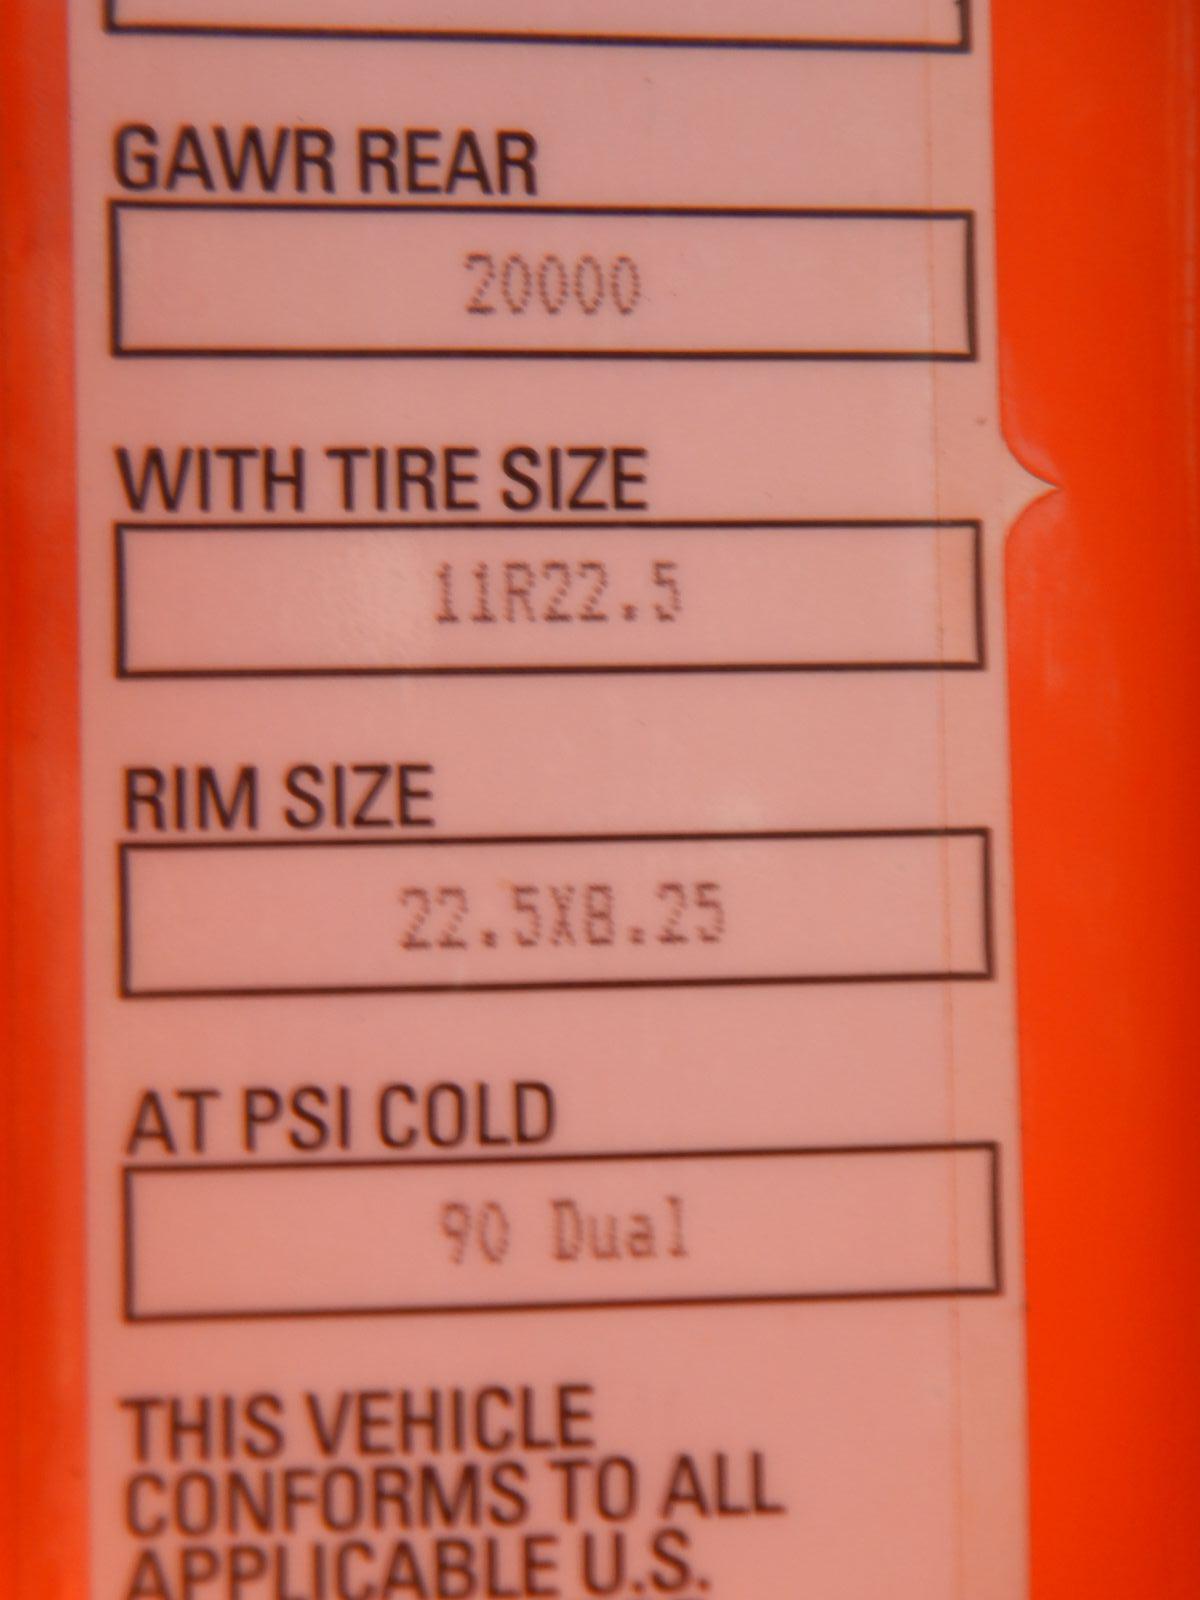 GAWR REAR
20000
WITH TIRE SIZE
11R22.5
RIM SIZE
22.5X8.25
AT PSI COLD
90 Dual
THIS VEHICLE
CONFORMS TO ALL
APPLICABLE U.S.